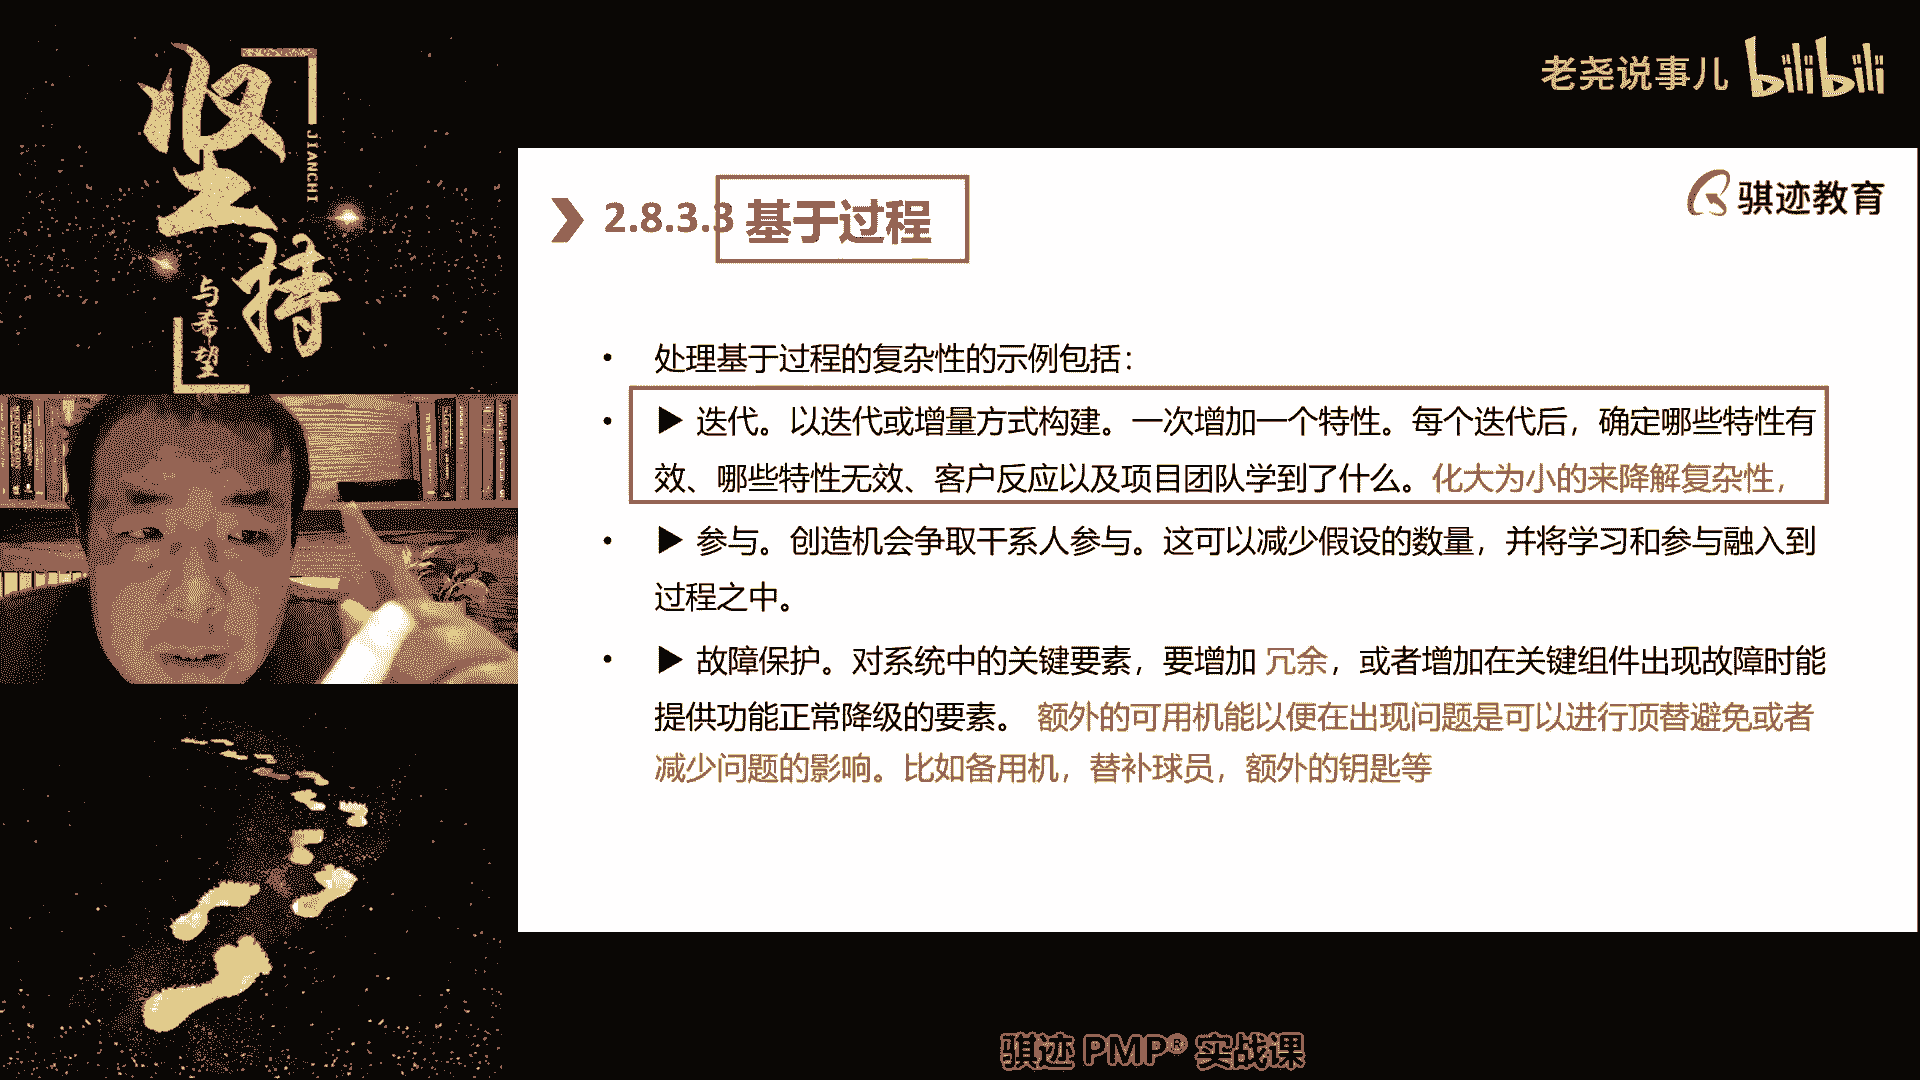 坚持
JIANCHI
与希望
老尧说事儿 bilibili
骐迹教育
2.8.3.3 基于过程
• 处理基于过程的复杂性的示例包括：
• ▶ 迭代。以迭代或增量方式构建。一次增加一个特性。每个迭代后，确定哪些特性有
效、哪些特性无效、客户反应以及项目团队学到了什么。化大为小的来降解复杂性，
• ▶ 参与。创造机会争取干系人参与。这可以减少假设的数量，并将学习和参与融入到
过程之中。
• ▶ 故障保护。对系统中的关键要素，要增加 冗余，或者增加在关键组件出现故障时能
提供功能正常降级的要素。 额外的可用机能以便在出现问题是可以进行顶替避免或者
减少问题的影响。比如备用机，替补球员，额外的钥匙等
骐迹 PMP® 实战课